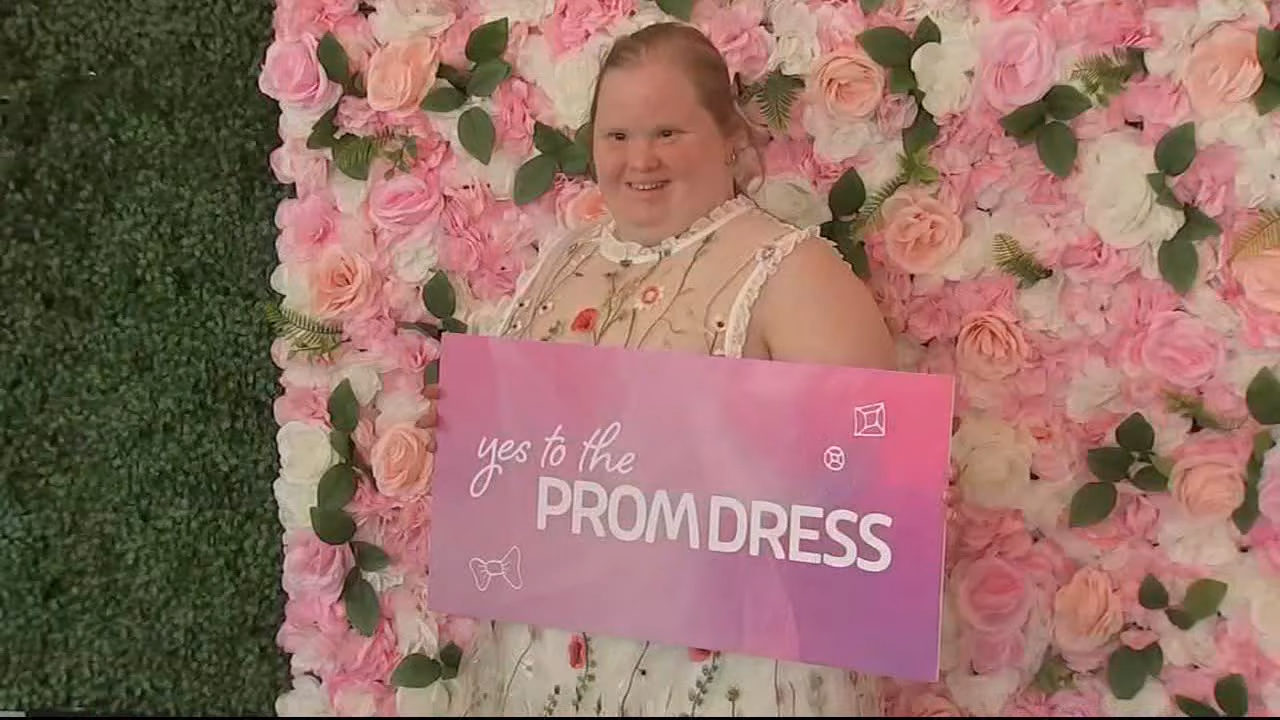 yes to the
PROM DRESS